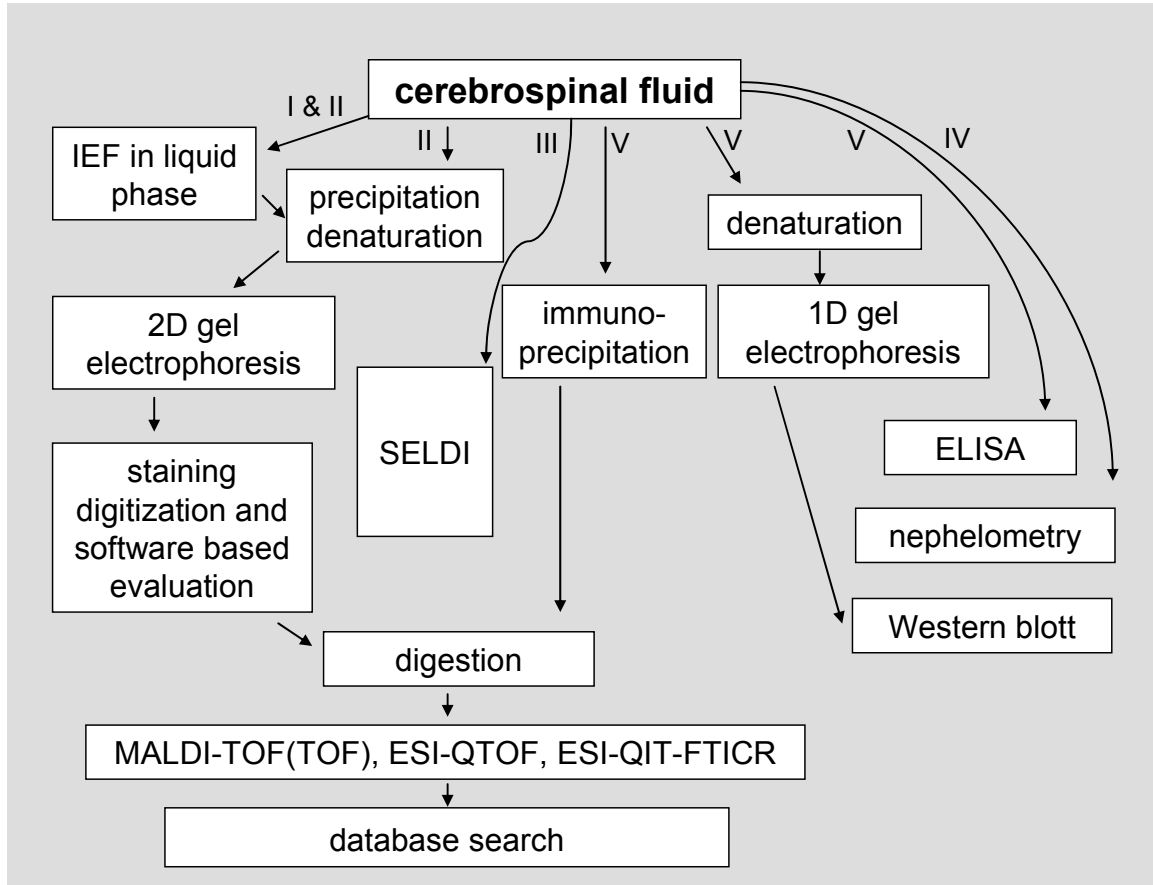 cerebrospinal fluid
I & II
II
III
V
V
V
IV
IEF in liquid
phase
precipitation
denaturation
denaturation
2D gel
electrophoresis
immuno-
precipitation
1D gel
electrophoresis
SELDI
ELISA
staining
digitization and
software based
evaluation
nephelometry
Western blott
digestion
MALDI-TOF(TOF), ESI-QTOF, ESI-QIT-FTICR
database search